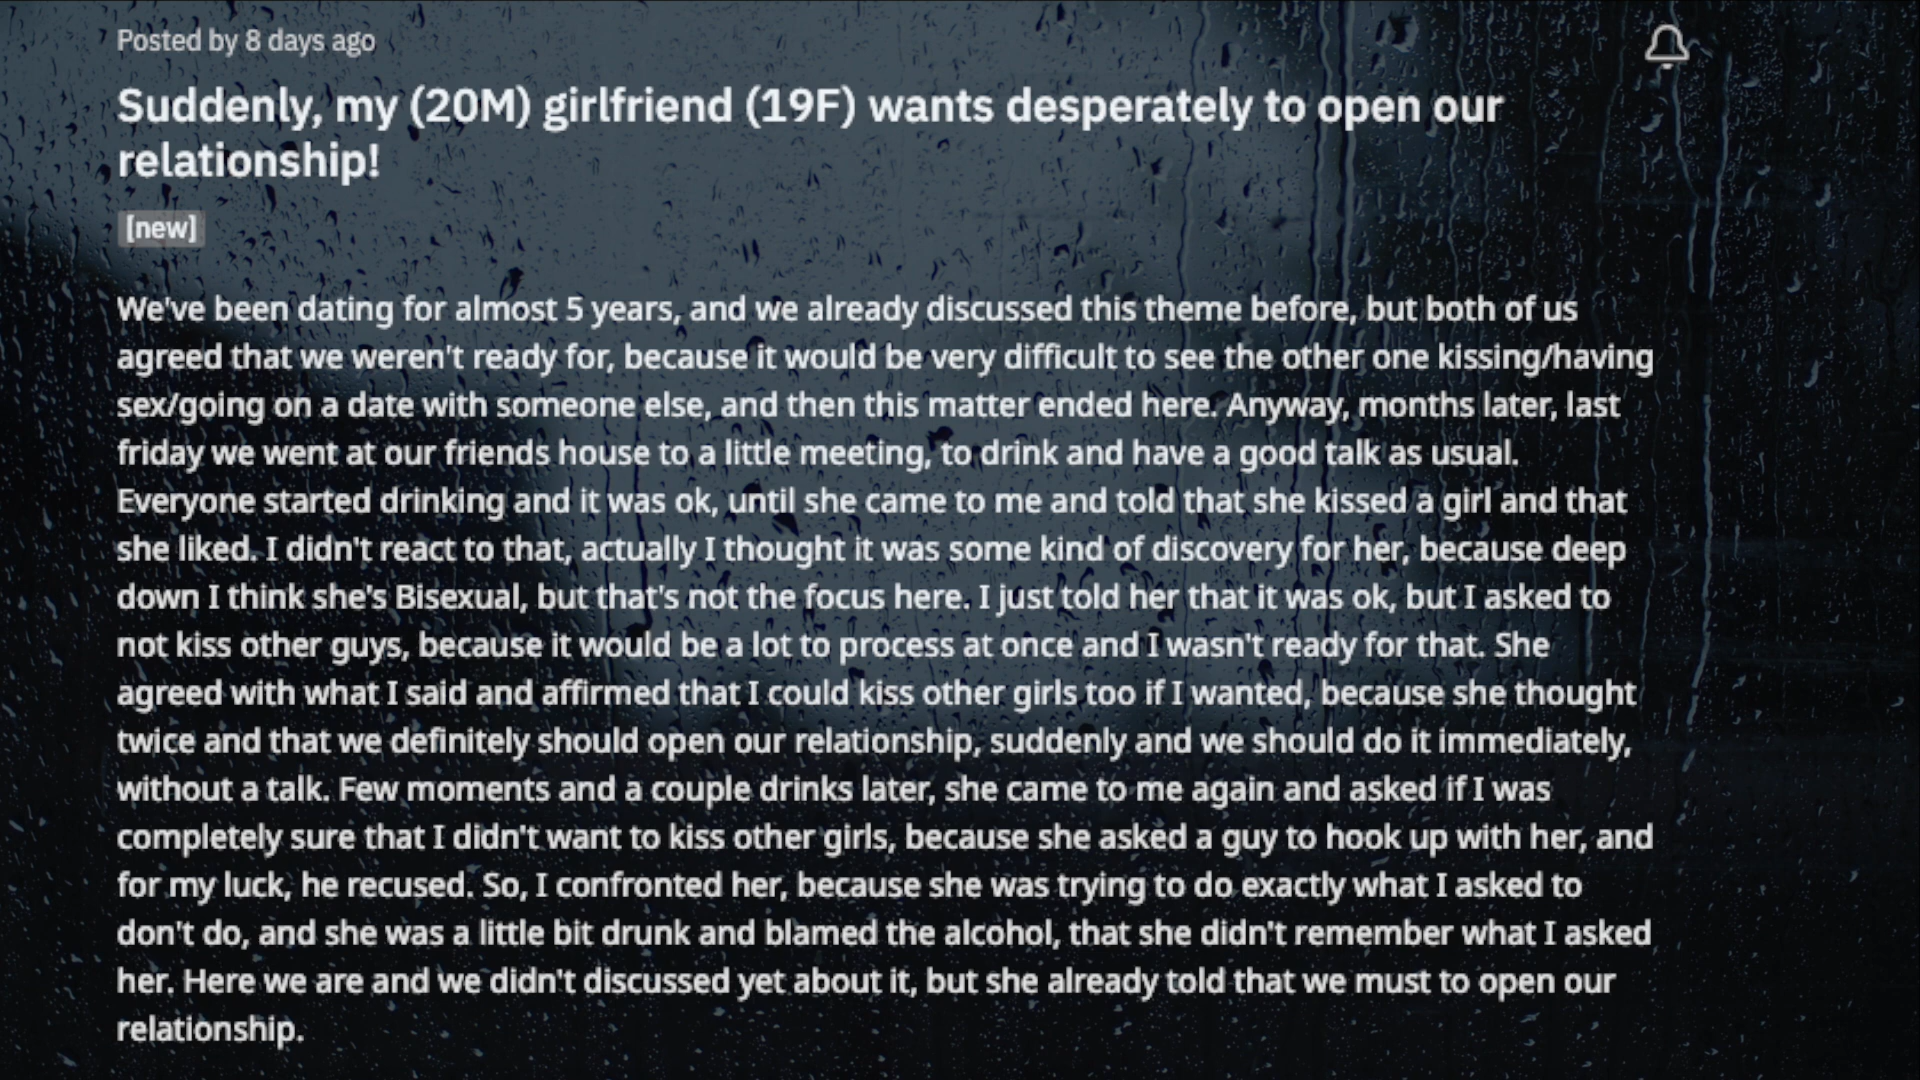 Posted by 8 days ago
Suddenly, my (20M) girlfriend (19F) wants desperately to open our
relationship!
[new]
We've been dating for almost 5 years, and we already discussed this theme before, but both of us
agreed that we weren't ready for, because it would be very difficult to see the other one kissing/having
sex/going on a date with someone else, and then this matter ended here. Anyway, months later, last
friday we went at our friends house to a little meeting, to drink and have a good talk as usual.
Everyone started drinking and it was ok, until she came to me and told that she kissed a girl and that
she liked. I didn't react to that, actually I thought it was some kind of discovery for her, because deep
down I think she's Bisexual, but that's not the focus here. I just told her that it was ok, but I asked to
not kiss other guys, because it would be a lot to process at once and I wasn't ready for that. She
agreed with what I said and affirmed that I could kiss other girls too if I wanted, because she thought
twice and that we definitely should open our relationship, suddenly and we should do it immediately,
without a talk. Few moments and a couple drinks later, she came to me again and asked if I was
completely sure that I didn't want to kiss other girls, because she asked a guy to hook up with her, and
for my luck, he recused. So, I confronted her, because she was trying to do exactly what I asked to
don't do, and she was a little bit drunk and blamed the alcohol, that she didn't remember what I asked
her. Here we are and we didn't discussed yet about it, but she already told that we must to open our
relationship.